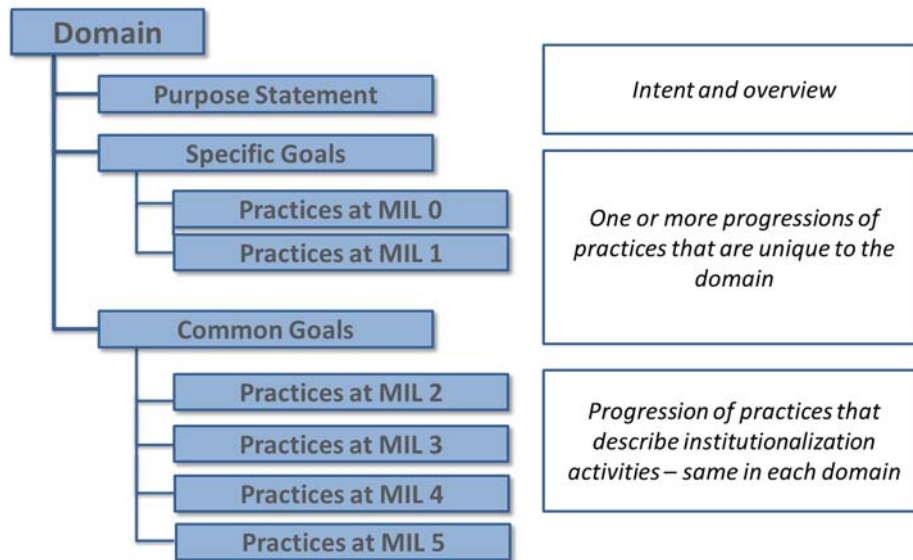 Domain
Purpose Statement
Intent and overview
Specific Goals
Practices at MIL 0
Practices at MIL 1
One or more progressions of
practices that are unique to the
domain
Common Goals
Practices at MIL 2
Practices at MIL 3
Practices at MIL 4
Practices at MIL 5
Progression of practices that
describe institutionalization
activities – same in each domain